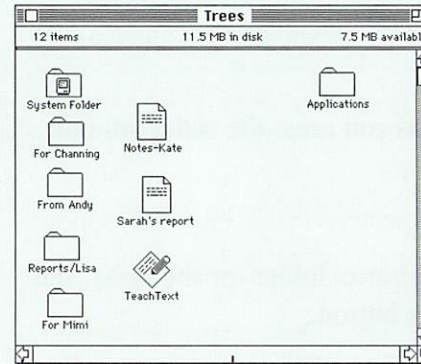 Trees
12 items 11.5 MB in disk 7.5 MB availabl
System Folder
Applications
For Channing
Notes-Kate
From Andy
Sarah's report
Reports/Lisa
TeachText
For Mimi